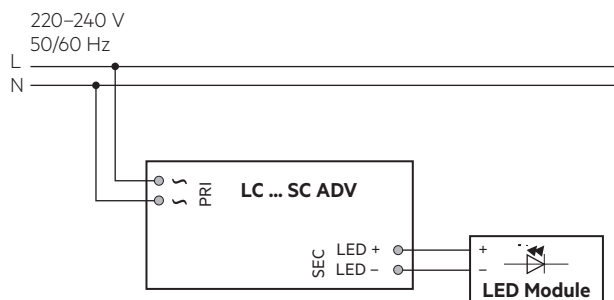 220–240 V
50/60 Hz
L
N
~
~
PRI
LC ... SC ADV
SEC
LED +
LED –
+
–
LED Module